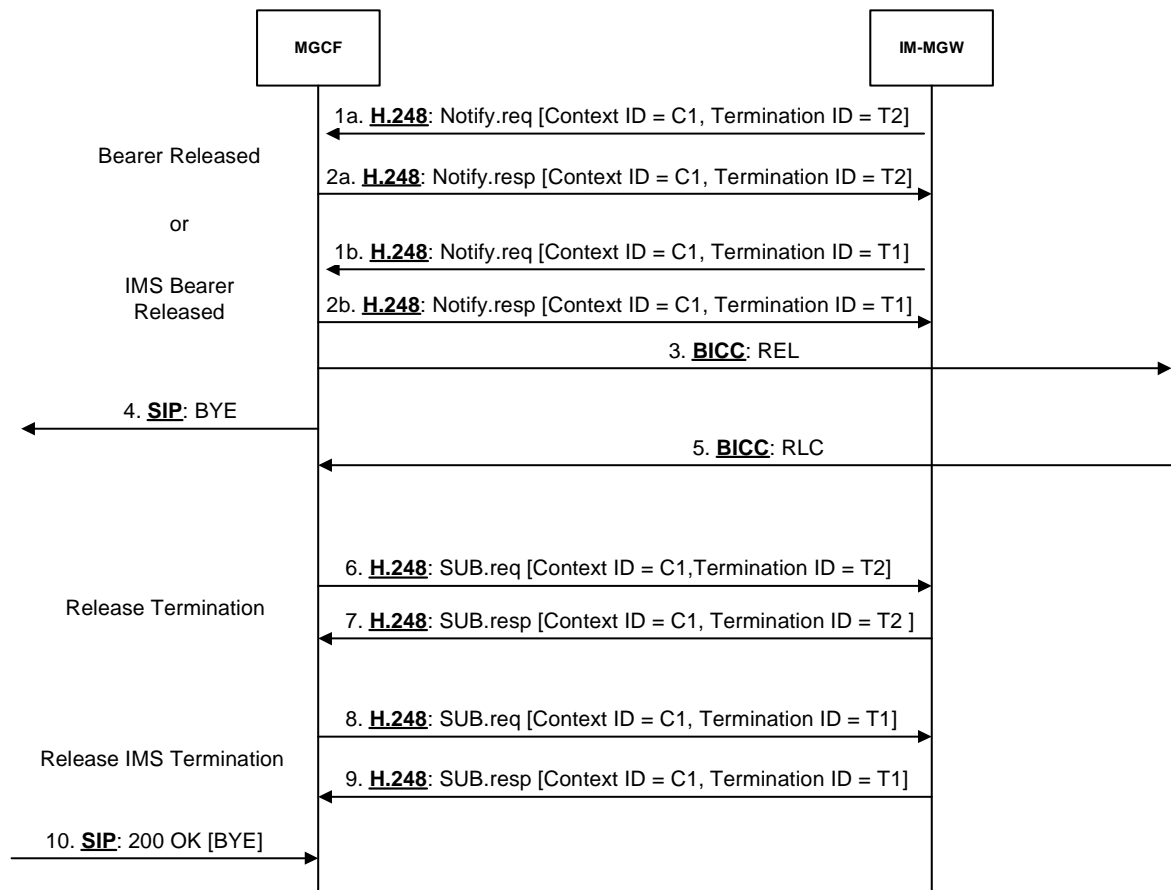 MGCF
IM-MGW
1a. H.248: Notify.req [Context ID = C1, Termination ID = T2]
Bearer Released
2a. H.248: Notify.resp [Context ID = C1, Termination ID = T2]
or
1b. H.248: Notify.req [Context ID = C1, Termination ID = T1]
IMS Bearer
Released
2b. H.248: Notify.resp [Context ID = C1, Termination ID = T1]
3. BICC: REL
4. SIP: BYE
5. BICC: RLC
6. H.248: SUB.req [Context ID = C1,Termination ID = T2]
Release Termination
7. H.248: SUB.resp [Context ID = C1, Termination ID = T2 ]
8. H.248: SUB.req [Context ID = C1, Termination ID = T1]
Release IMS Termination
9. H.248: SUB.resp [Context ID = C1, Termination ID = T1]
10. SIP: 200 OK [BYE]